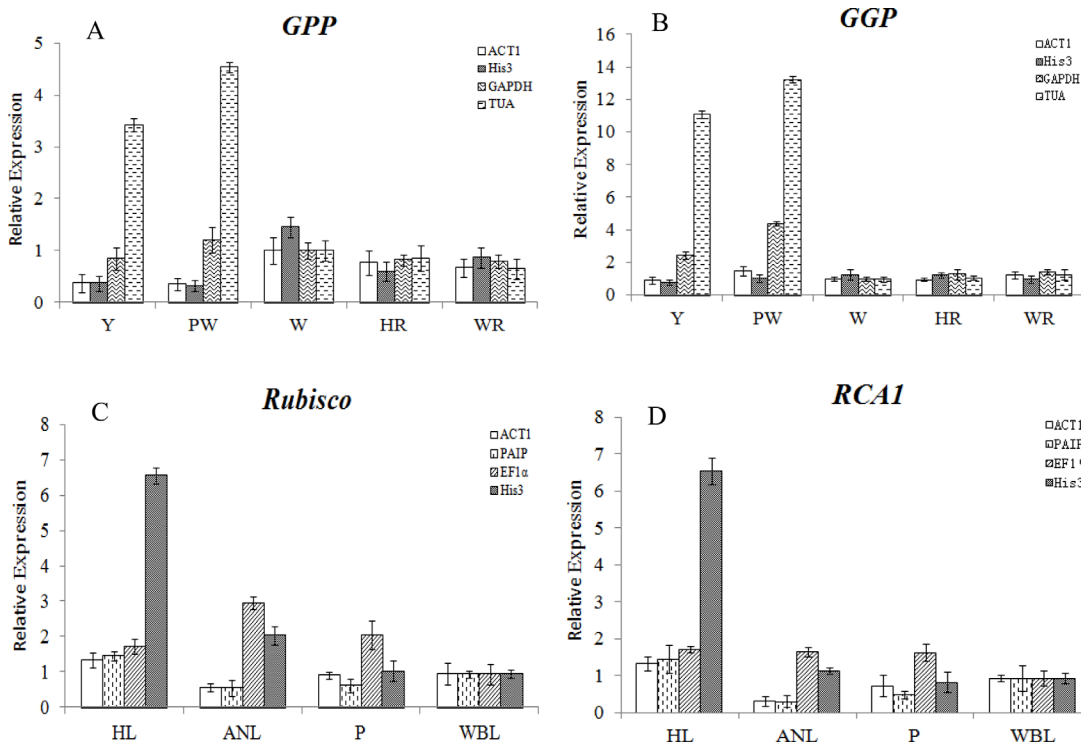 A
GPP
Relative Expression
5
4
3
2
1
0
ACT1
His3
GAPDH
TUA
Y PW W HR WR
B
GGP
Relative Expression
16
14
12
10
8
6
4
2
0
ACT1
His3
GAPDH
TUA
Y PW W HR WR
C
Rubisco
Relative Expression
8
7
6
5
4
3
2
1
0
ACT1
PAIP
EF1α
His3
HL ANL P WBL
D
RCA1
Relative Expression
8
7
6
5
4
3
2
1
0
ACT1
PAIP
EF1
His3
HL ANL P WBL